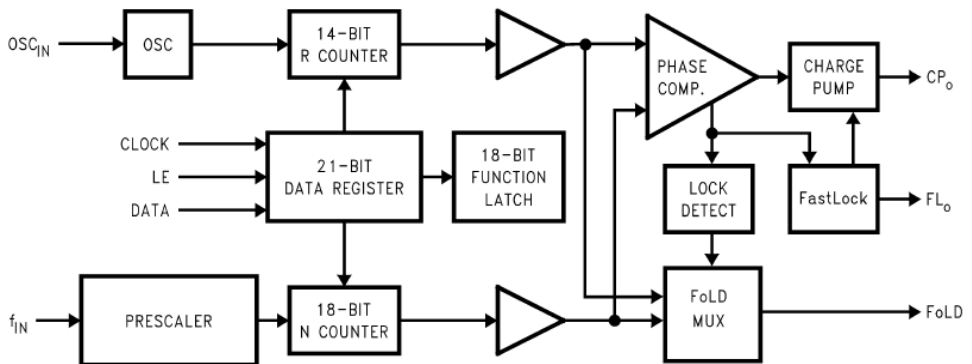 OSC_IN
OSC
14-BIT
R COUNTER
PHASE
COMP.
CHARGE
PUMP
CP_o
CLOCK
LE
DATA
21-BIT
DATA REGISTER
18-BIT
FUNCTION
LATCH
LOCK
DETECT
FastLock
FL_o
f_IN
PRESCALER
18-BIT
N COUNTER
FoLD
MUX
FoLD